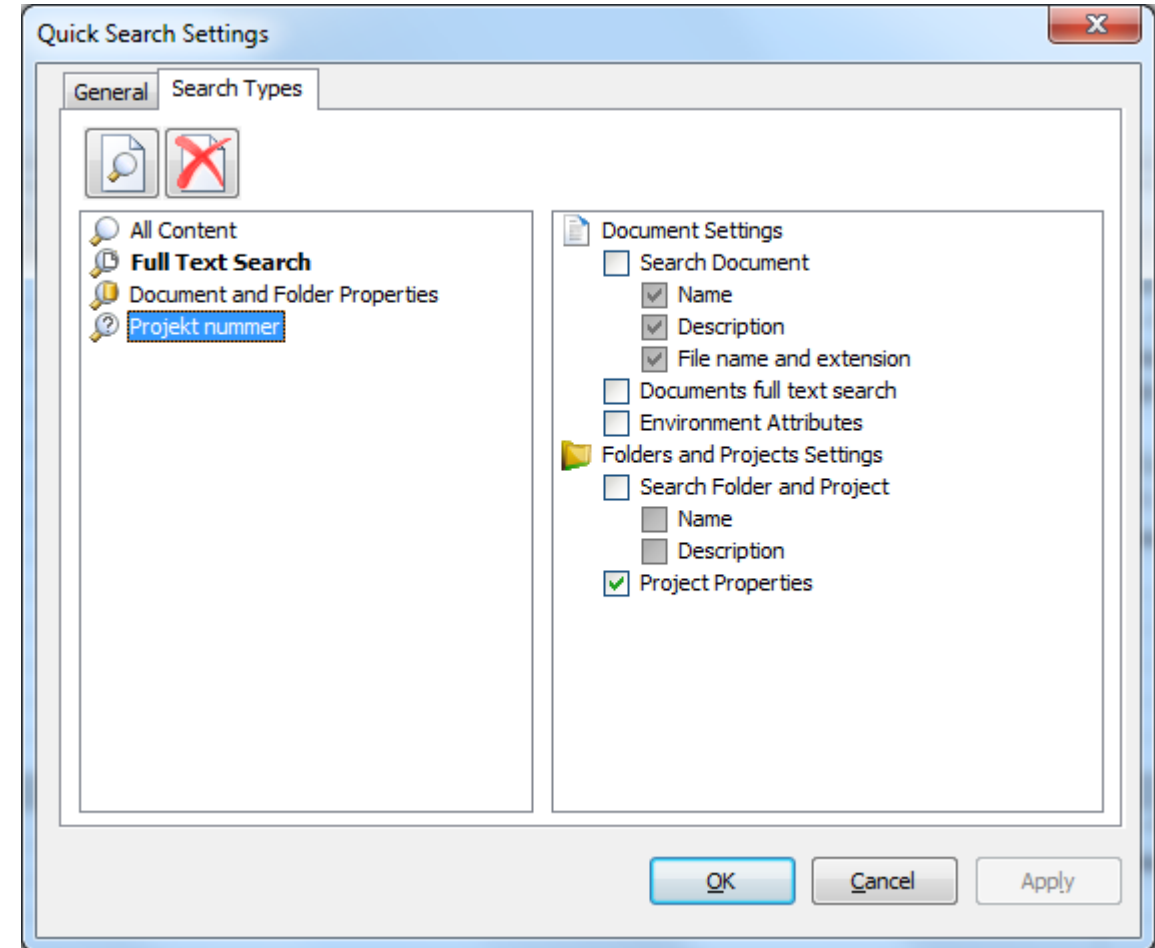 Quick Search Settings
General
Search Types
All Content
Full Text Search
Document and Folder Properties
Projekt nummer
Document Settings
Search Document
Name
Description
File name and extension
Documents full text search
Environment Attributes
Folders and Projects Settings
Search Folder and Project
Name
Description
Project Properties
OK
Cancel
Apply